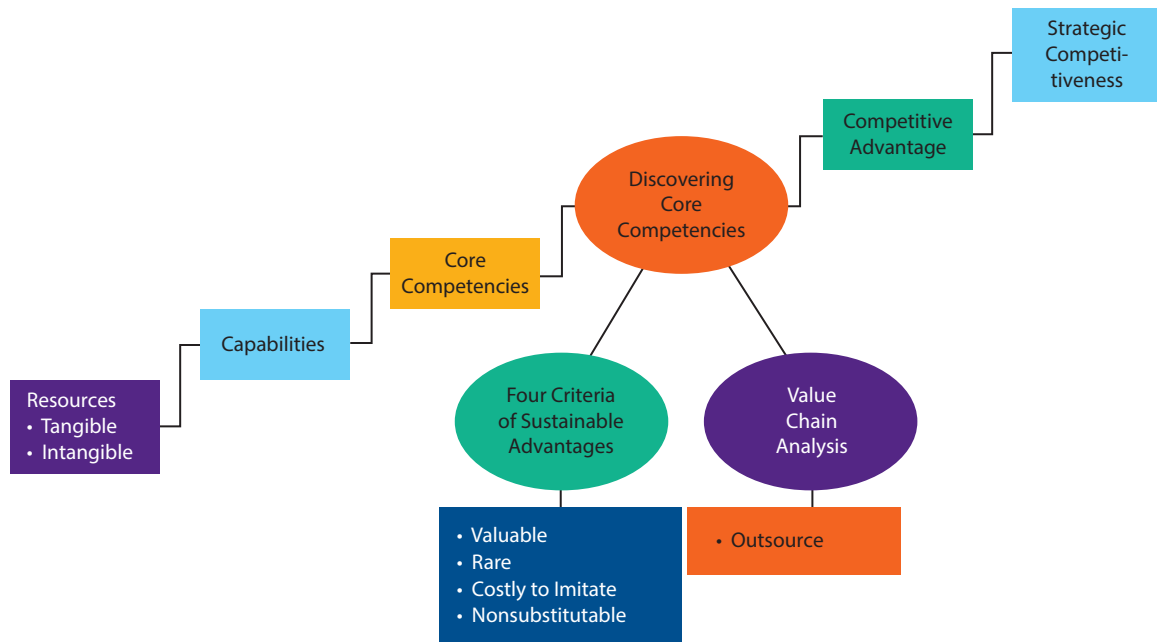 Resources
• Tangible
• Intangible
Capabilities
Core
Competencies
Discovering
Core
Competencies
Competitive
Advantage
Strategic
Competi-
tiveness
Four Criteria
of Sustainable
Advantages
• Valuable
• Rare
• Costly to Imitate
• Nonsubstitutable
Value
Chain
Analysis
• Outsource